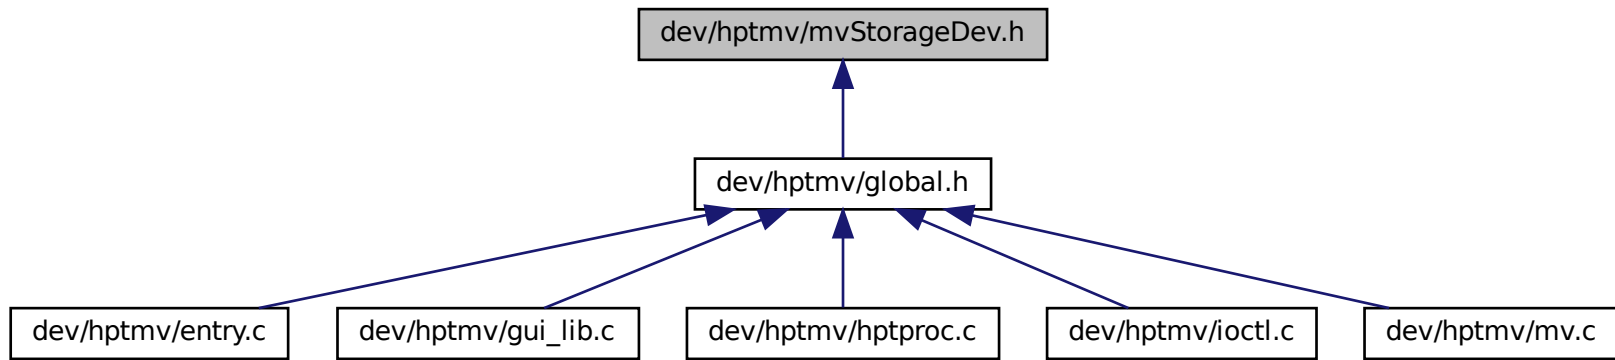 dev/hptmv/mvStorageDev.h
dev/hptmv/global.h
dev/hptmv/entry.c
dev/hptmv/gui_lib.c
dev/hptmv/hptproc.c
dev/hptmv/ioctl.c
dev/hptmv/mv.c